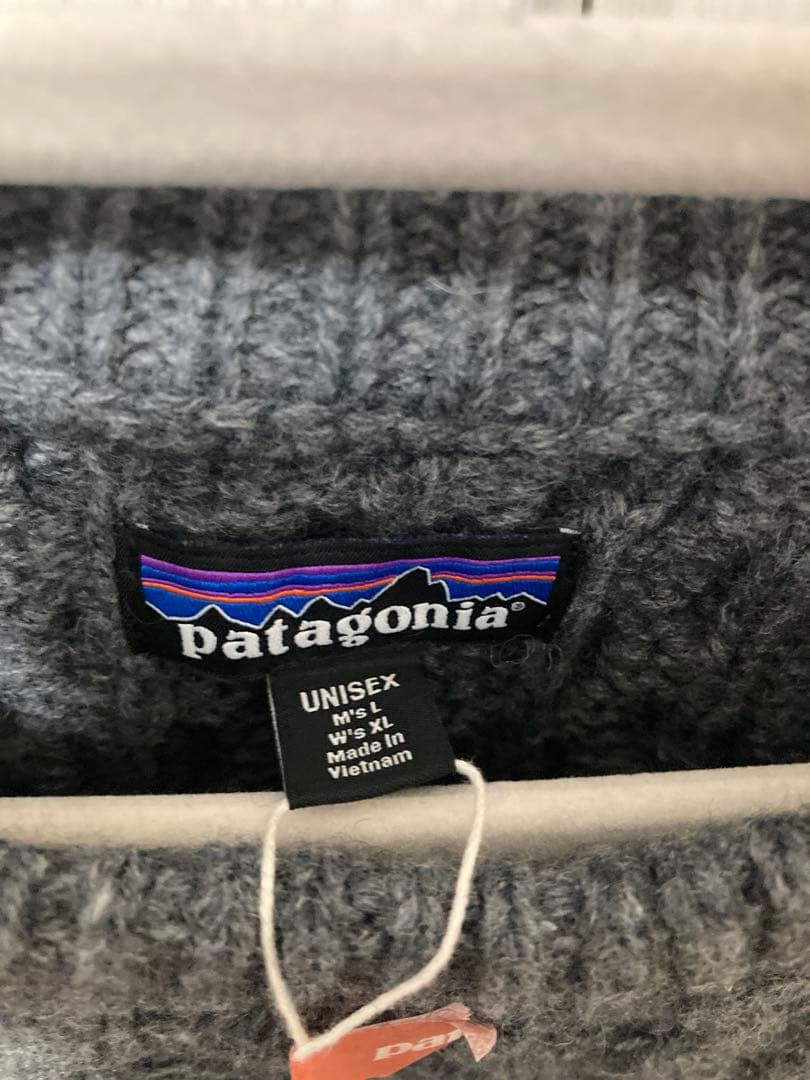 patagonia®
UNISEX
M's L
W's XL
Made In
Vietnam